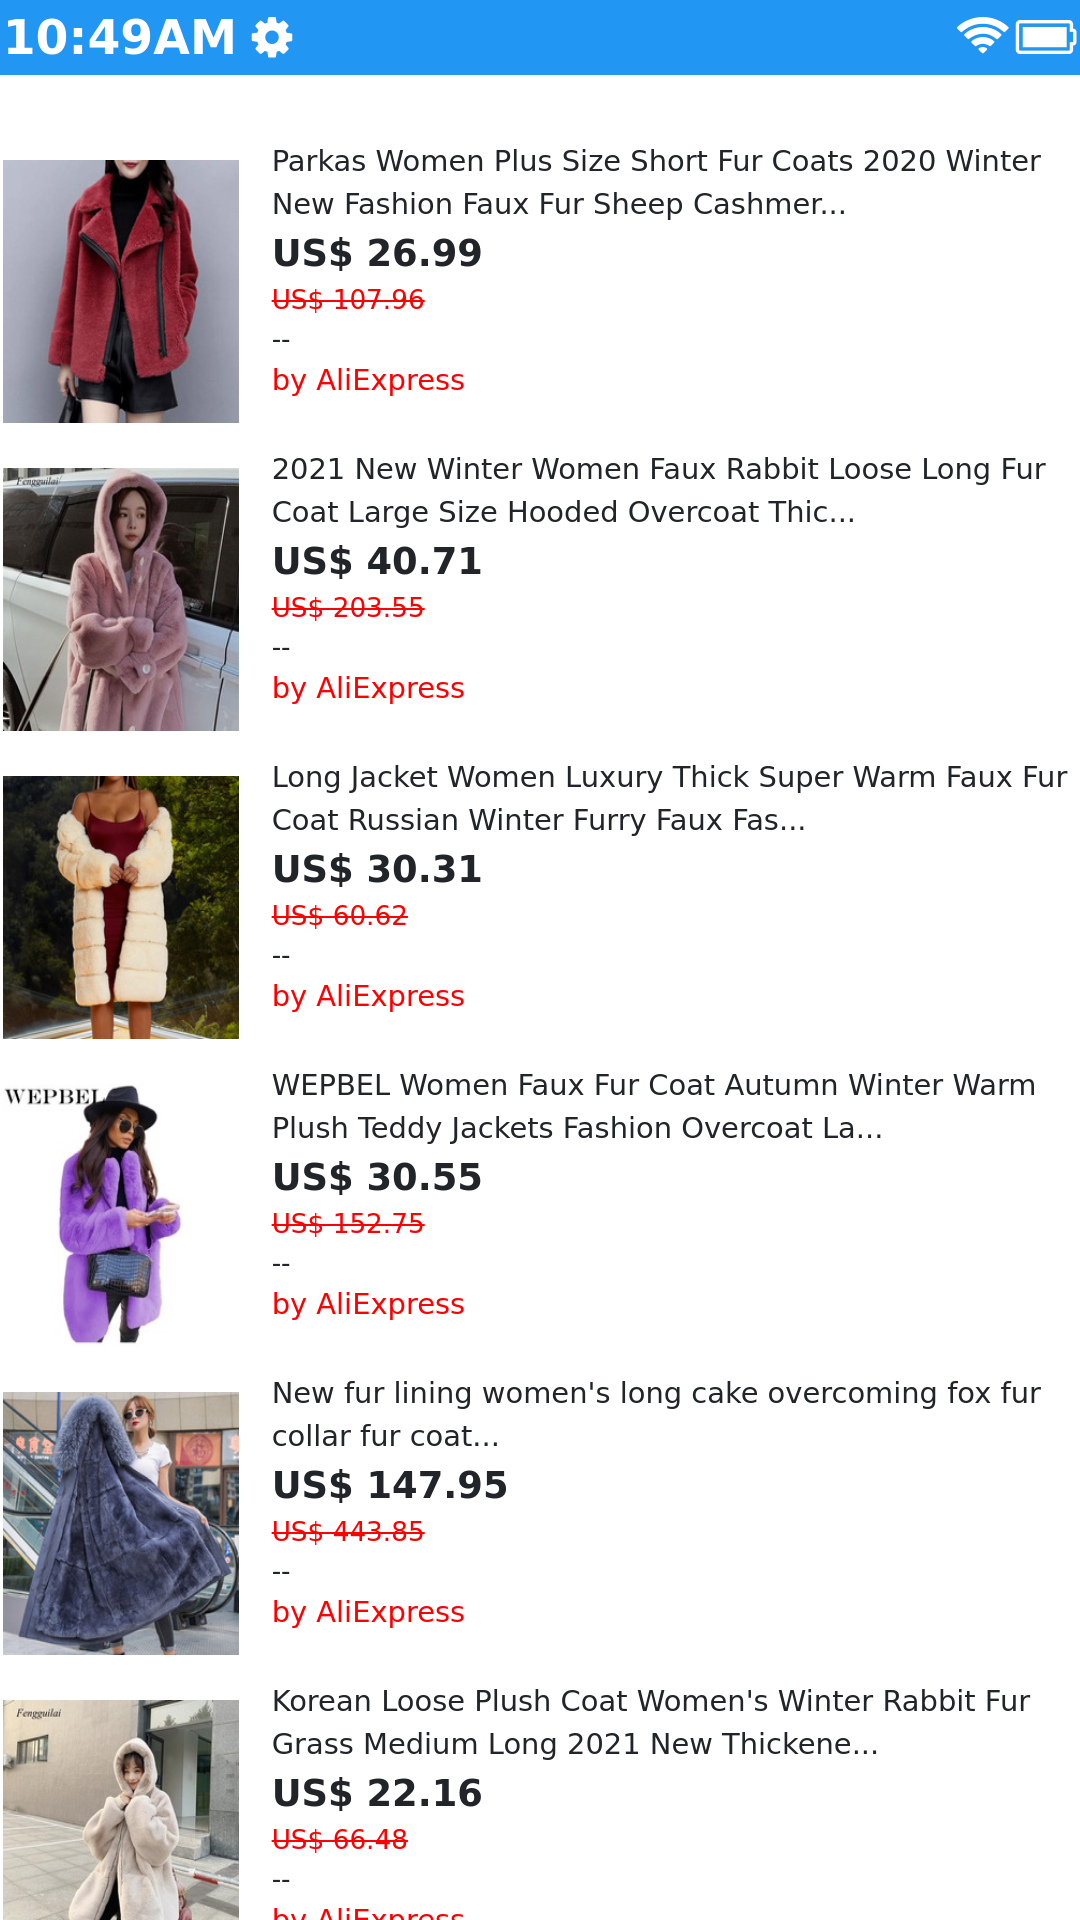 10:49AM
Parkas Women Plus Size Short Fur Coats 2020 Winter
New Fashion Faux Fur Sheep Cashmer...
US$ 26.99
US$ 107.96
--
by AliExpress
Fengguilai
2021 New Winter Women Faux Rabbit Loose Long Fur
Coat Large Size Hooded Overcoat Thic...
US$ 40.71
US$ 203.55
--
by AliExpress
Long Jacket Women Luxury Thick Super Warm Faux Fur
Coat Russian Winter Furry Faux Fas...
US$ 30.31
US$ 60.62
--
by AliExpress
WEPBEL
WEPBEL Women Faux Fur Coat Autumn Winter Warm
Plush Teddy Jackets Fashion Overcoat La...
US$ 30.55
US$ 152.75
--
by AliExpress
New fur lining women's long cake overcoming fox fur
collar fur coat...
US$ 147.95
US$ 443.85
--
by AliExpress
Fengguilai
Korean Loose Plush Coat Women's Winter Rabbit Fur
Grass Medium Long 2021 New Thickene...
US$ 22.16
US$ 66.48
--
by AliExpress